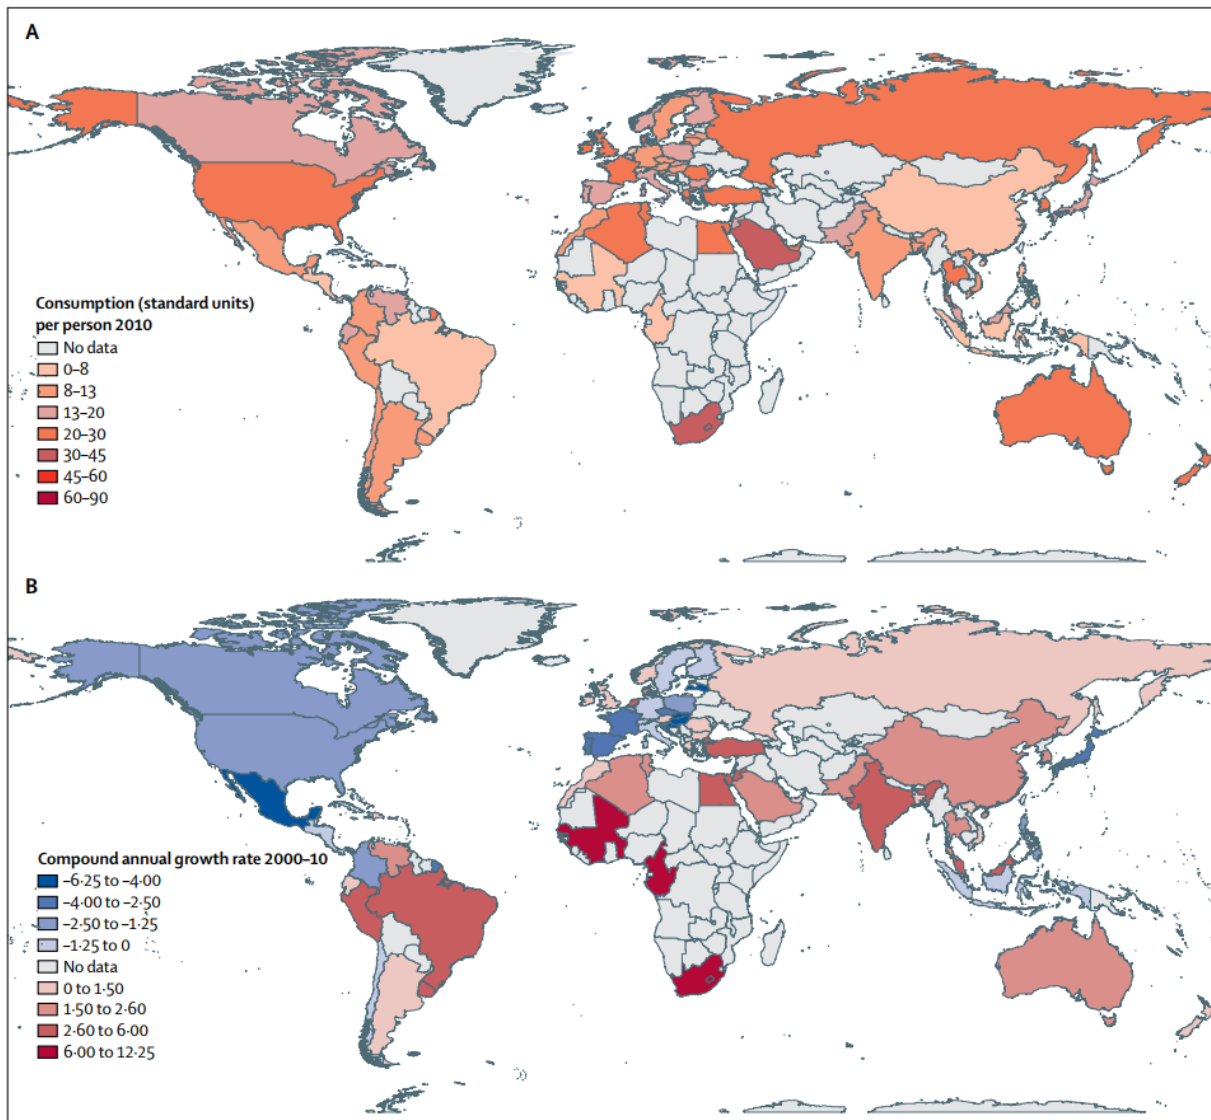 A
Consumption (standard units)
per person 2010
No data
0–8
8–13
13–20
20–30
30–45
45–60
60–90
B
Compound annual growth rate 2000–10
–6·25 to –4·00
–4·00 to –2·50
–2·50 to –1·25
–1·25 to 0
No data
0 to 1·50
1·50 to 2·60
2·60 to 6·00
6·00 to 12·25